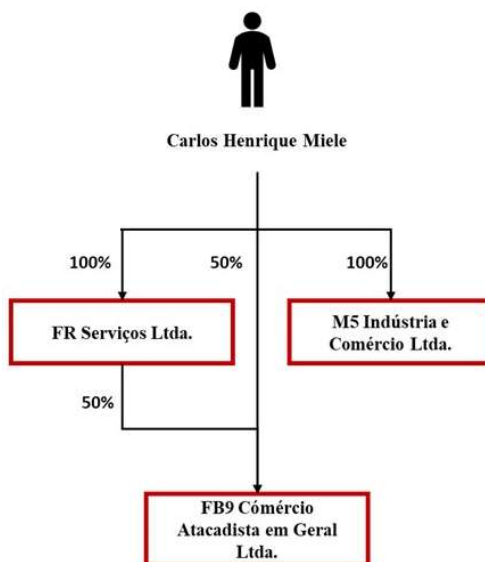 Carlos Henrique Miele
100%
50%
100%
FR Serviços Ltda.
M5 Indústria e
Comércio Ltda.
50%
FB9 Cómércio
Atacadista em Geral
Ltda.